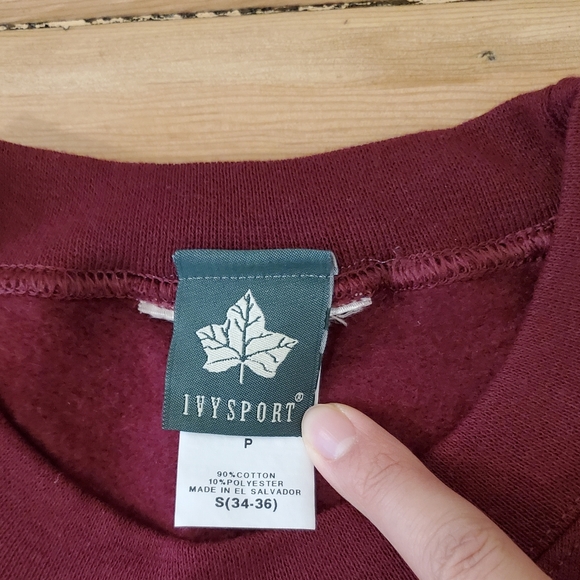 IVYSPORT®
P
90%COTTON
10%POLYESTER
MADE IN EL SALVADOR
S(34-36)